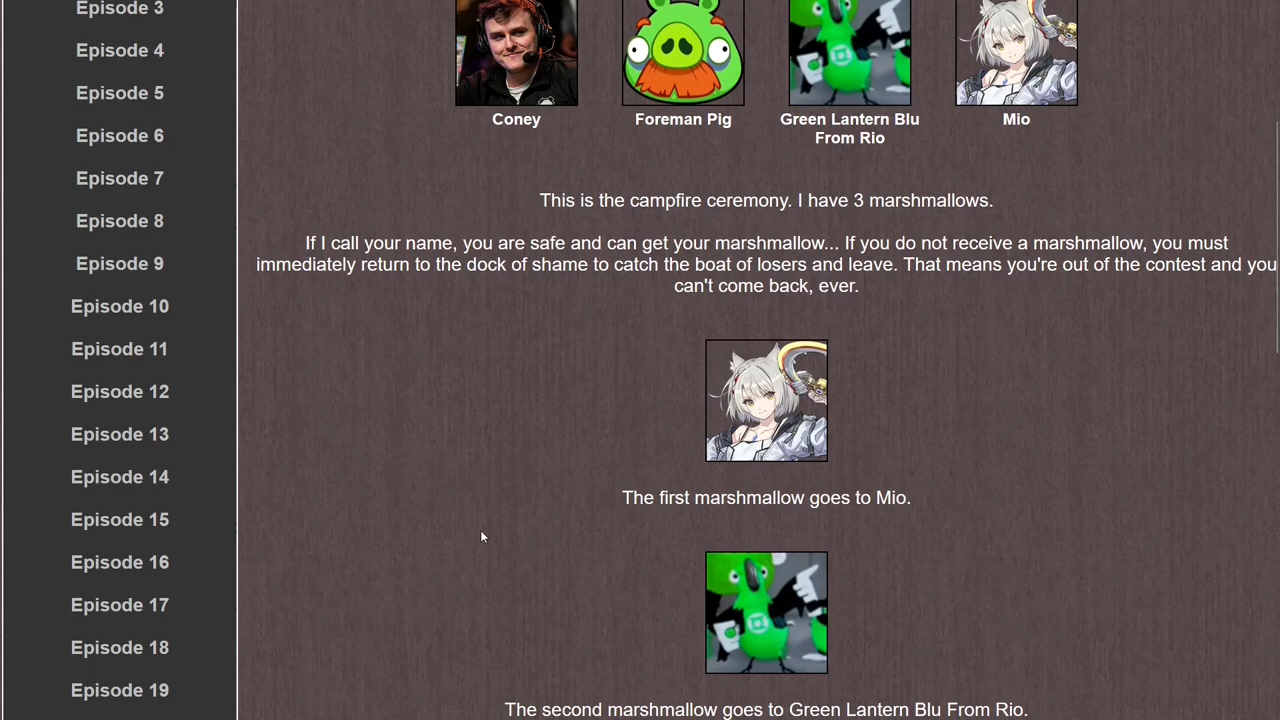 Episode 3
Episode 4
Episode 5
Episode 6
Episode 7
Episode 8
Episode 9
Episode 10
Episode 11
Episode 12
Episode 13
Episode 14
Episode 15
Episode 16
Episode 17
Episode 18
Episode 19
Coney
Foreman Pig
Green Lantern Blu
From Rio
Mio
This is the campfire ceremony. I have 3 marshmallows.
If I call your name, you are safe and can get your marshmallow... If you do not receive a marshmallow, you must
immediately return to the dock of shame to catch the boat of losers and leave. That means you're out of the contest and you
can't come back, ever.
The first marshmallow goes to Mio.
The second marshmallow goes to Green Lantern Blu From Rio.